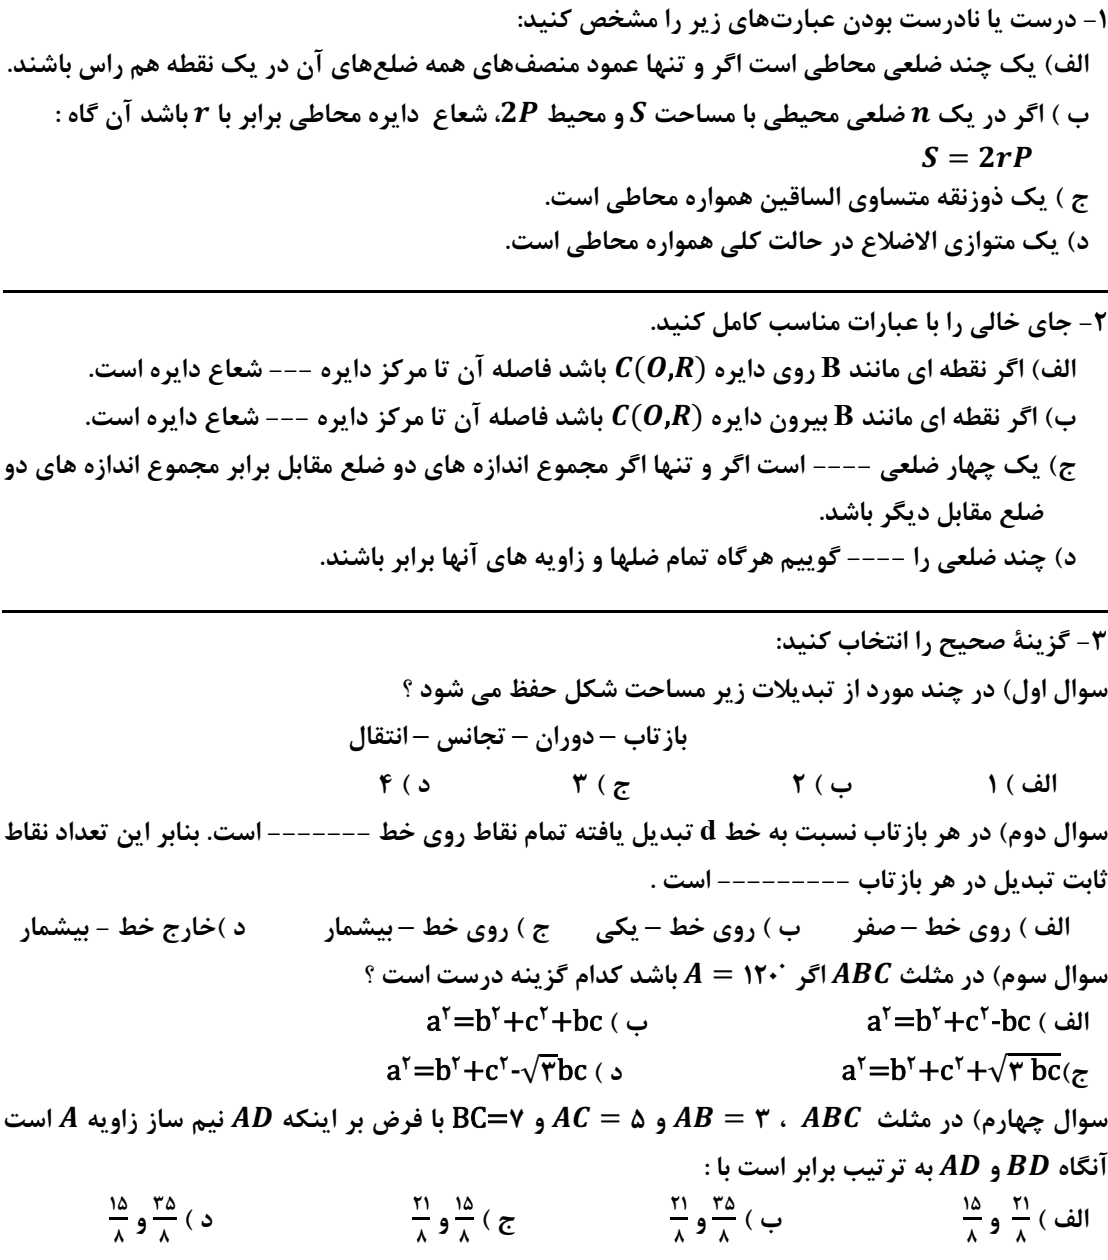 ۱- درست یا نادرست بودن عبارت‌های زیر را مشخص کنید:
الف) یک چند ضلعی محاطی است اگر و تنها عمود منصف‌های همه ضلع‌های آن در یک نقطه هم راس باشند.
ب ) اگر در یک n ضلعی محیطی با مساحت S و محیط 2P، شعاع دایره محاطی برابر با r باشد آن گاه :
S = 2rP
ج ) یک ذوزنقه متساوی الساقین همواره محاطی است.
د) یک متوازی الاضلاع در حالت کلی همواره محاطی است.
۲- جای خالی را با عبارات مناسب کامل کنید.
الف) اگر نقطه ای مانند B روی دایره C(O,R) باشد فاصله آن تا مرکز دایره --- شعاع دایره است.
ب) اگر نقطه ای مانند B بیرون دایره C(O,R) باشد فاصله آن تا مرکز دایره --- شعاع دایره است.
ج) یک چهار ضلعی ---- است اگر و تنها اگر مجموع اندازه های دو ضلع مقابل برابر مجموع اندازه های دو
ضلع مقابل دیگر باشد.
د) چند ضلعی را ---- گوییم هرگاه تمام ضلها و زاویه های آنها برابر باشند.
۳- گزینهٔ صحیح را انتخاب کنید:
سوال اول) در چند مورد از تبدیلات زیر مساحت شکل حفظ می شود ؟
بازتاب – دوران – تجانس – انتقال
الف ) ۱ ب ) ۲ ج ) ۳ د ) ۴
سوال دوم) در هر بازتاب نسبت به خط d تبدیل یافته تمام نقاط روی خط ------- است. بنابر این تعداد نقاط
ثابت تبدیل در هر بازتاب --------- است .
الف ) روی خط – صفر ب ) روی خط – یکی ج ) روی خط – بیشمار د )خارج خط - بیشمار
سوال سوم) در مثلث ABC اگر A = ۱۲۰° باشد کدام گزینه درست است ؟
الف ) a۲=b۲+c۲-bc ب ) a۲=b۲+c۲+bc
ج)a۲=b۲+c۲+√۳ bc د ) a۲=b۲+c۲-√۳bc
سوال چهارم) در مثلث ABC ، AB = ۳ و AC = ۵ و BC=۷ با فرض بر اینکه AD نیم ساز زاویه A است
آنگاه BD و AD به ترتیب برابر است با :
الف ) ۲۱/۸ و ۱۵/۸ ب ) ۳۵/۸ و ۲۱/۸ ج ) ۱۵/۸ و ۲۱/۸ د ) ۳۵/۸ و ۱۵/۸